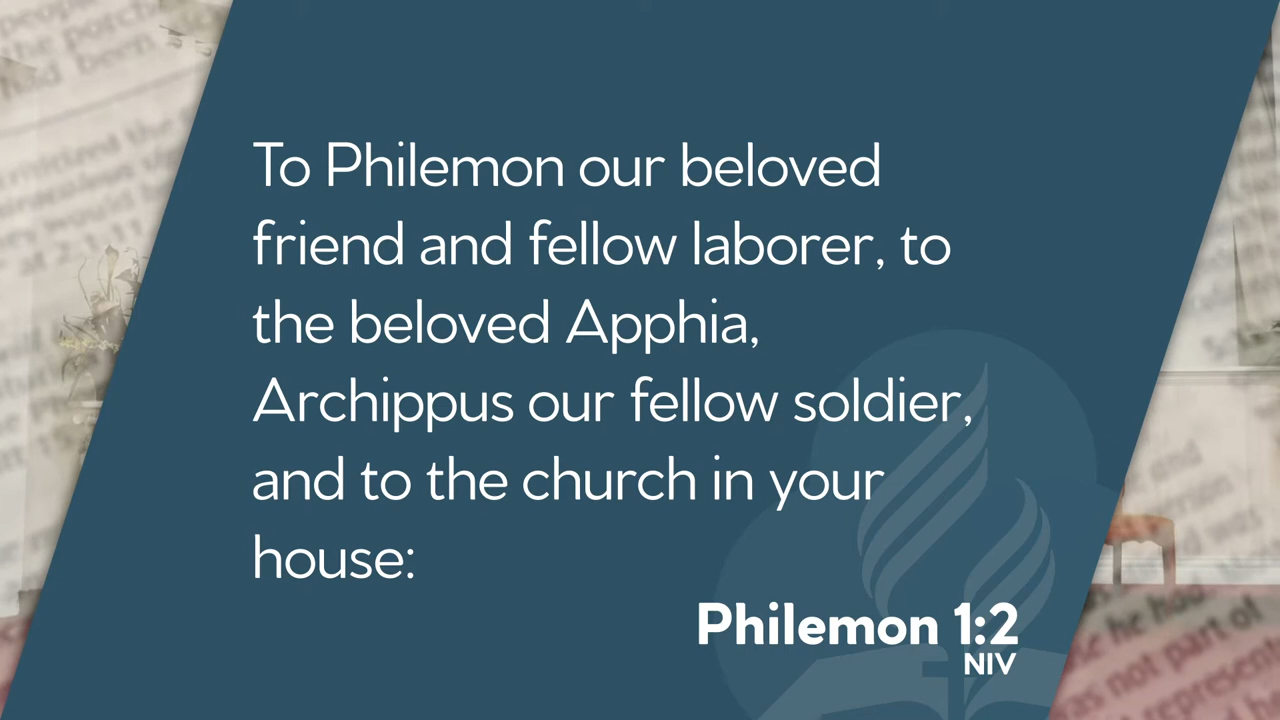 To Philemon our beloved
friend and fellow laborer, to
the beloved Apphia,
Archippus our fellow soldier,
and to the church in your
house:
Philemon 1:2
NIV